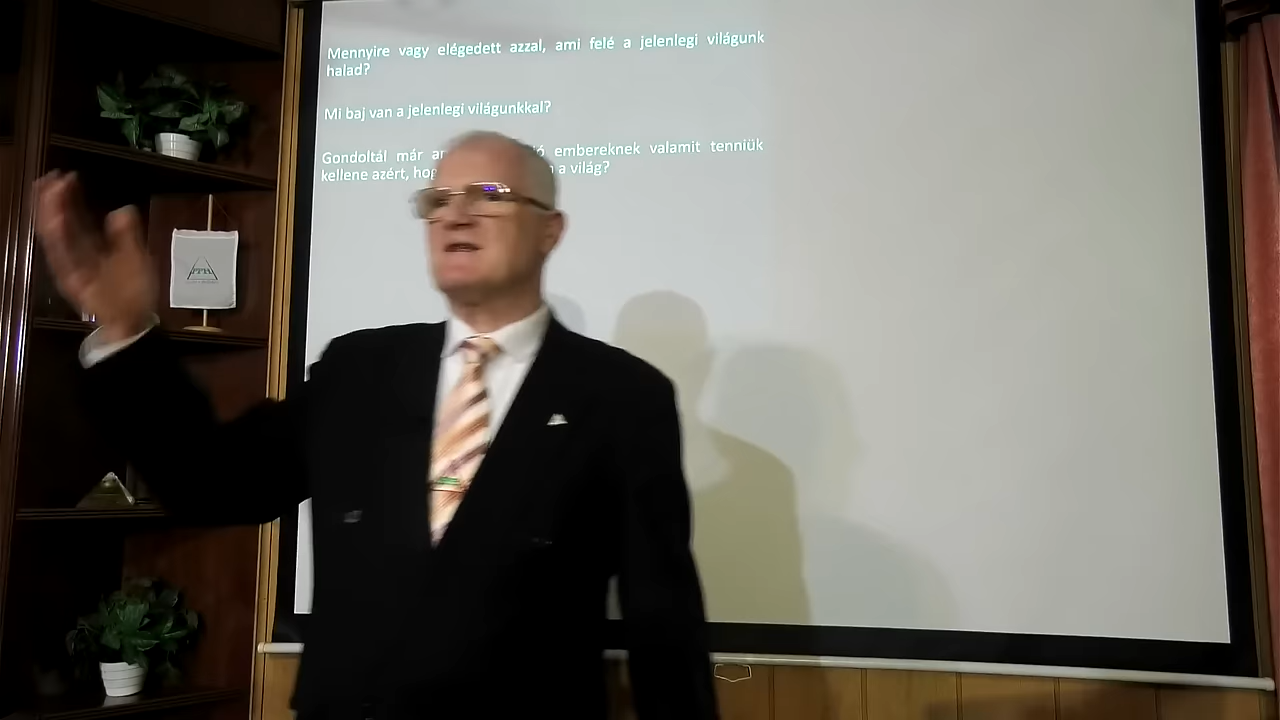 Mennyire vagy elégedett azzal, ami felé a jelenlegi világunk
halad?
Mi baj van a jelenlegi világunkkal?
Gondoltál már embereknek valamit tenniük
kellene azért, a világ?